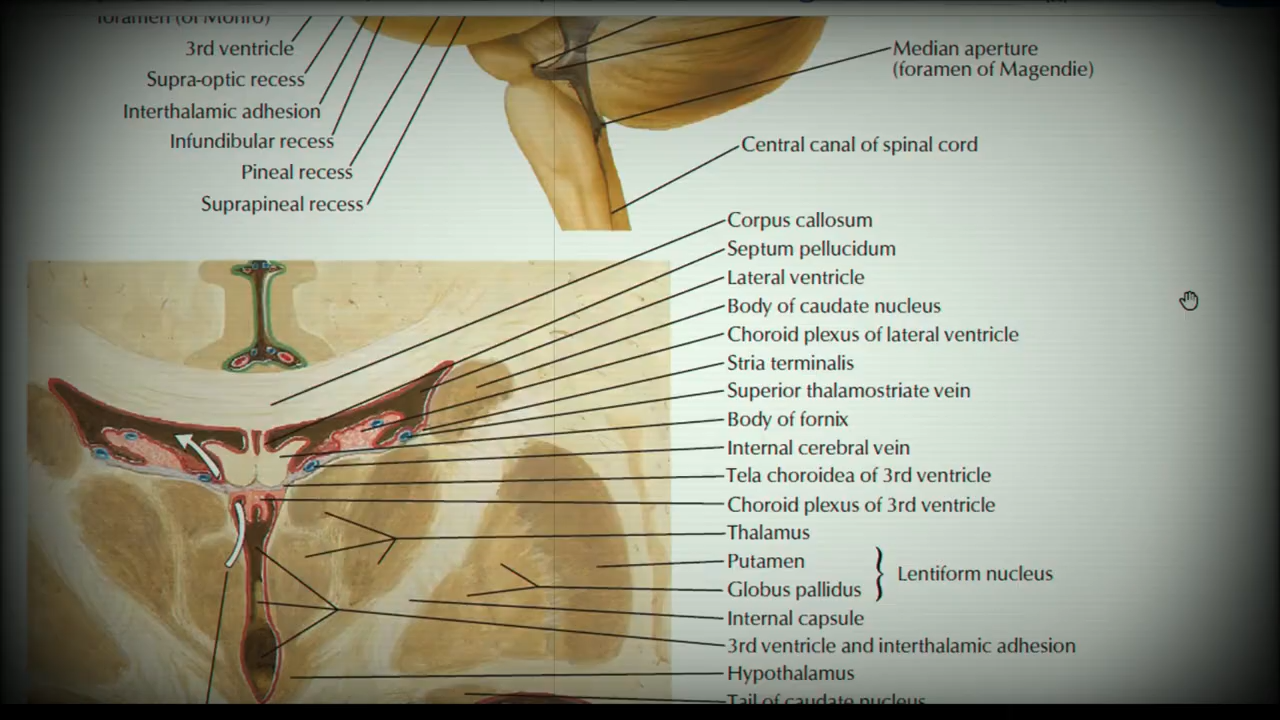 foramen (of Monro)
3rd ventricle
Supra-optic recess
Interthalamic adhesion
Infundibular recess
Pineal recess
Suprapineal recess
Median aperture
(foramen of Magendie)
Central canal of spinal cord
Corpus callosum
Septum pellucidum
Lateral ventricle
Body of caudate nucleus
Choroid plexus of lateral ventricle
Stria terminalis
Superior thalamostriate vein
Body of fornix
Internal cerebral vein
Tela choroidea of 3rd ventricle
Choroid plexus of 3rd ventricle
Thalamus
Putamen
Globus pallidus
Lentiform nucleus
Internal capsule
3rd ventricle and interthalamic adhesion
Hypothalamus
Tail of caudate nucleus